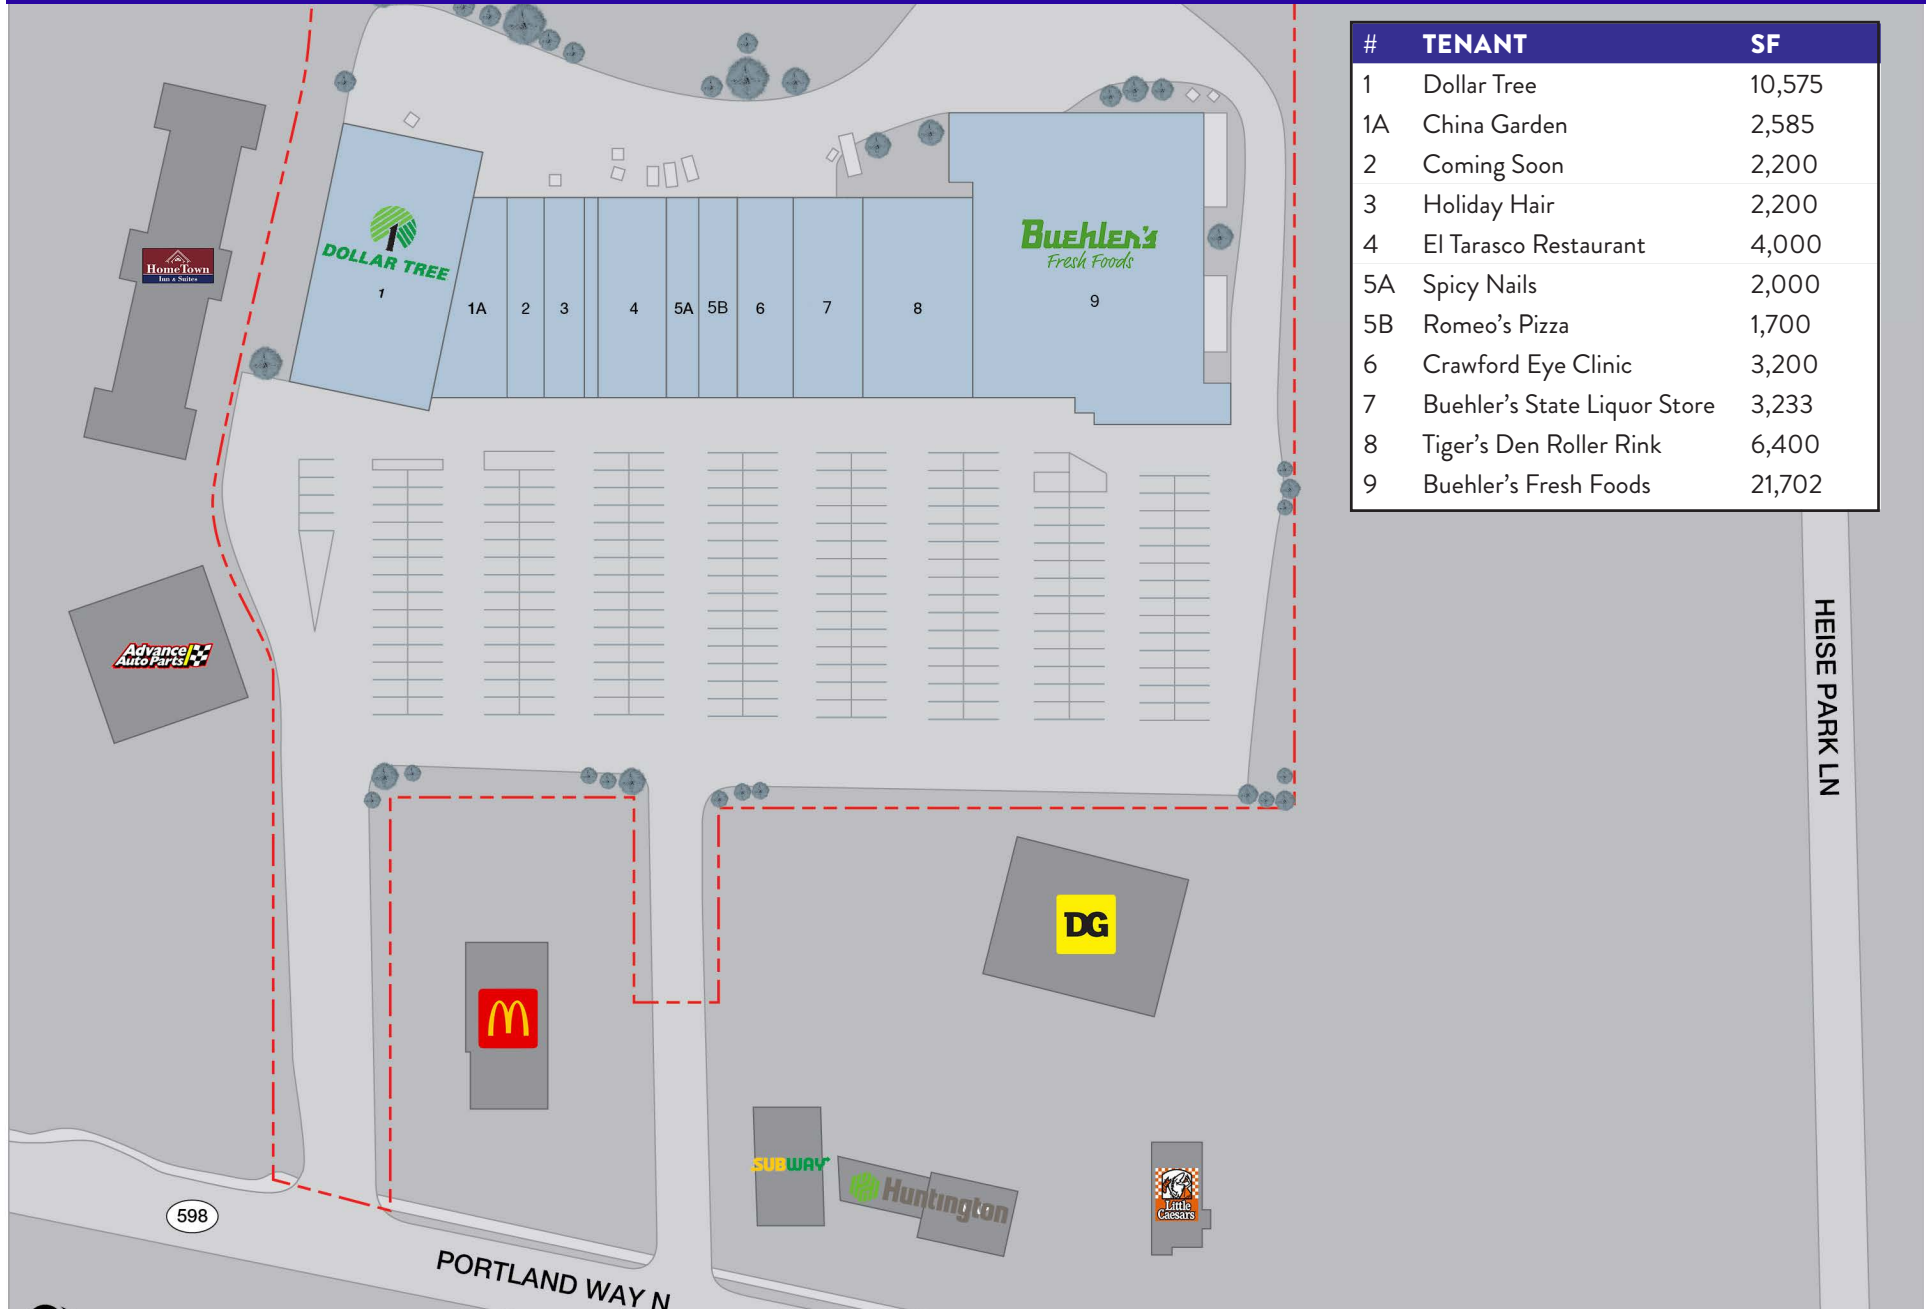 # TENANT SF
1 Dollar Tree 10,575
1A China Garden 2,585
2 Coming Soon 2,200
3 Holiday Hair 2,200
4 El Tarasco Restaurant 4,000
5A Spicy Nails 2,000
5B Romeo's Pizza 1,700
6 Crawford Eye Clinic 3,200
7 Buehler's State Liquor Store 3,233
8 Tiger's Den Roller Rink 6,400
9 Buehler's Fresh Foods 21,702
HomeTown
Inn & Suites
DOLLAR TREE
1
1A 2 3 4 5A 5B 6 7 8
Buehler's
Fresh Foods
9
Advance
Auto Parts
HEISE PARK LN
DG
SUBWAY
Huntington
Little
Caesars
598
PORTLAND WAY N